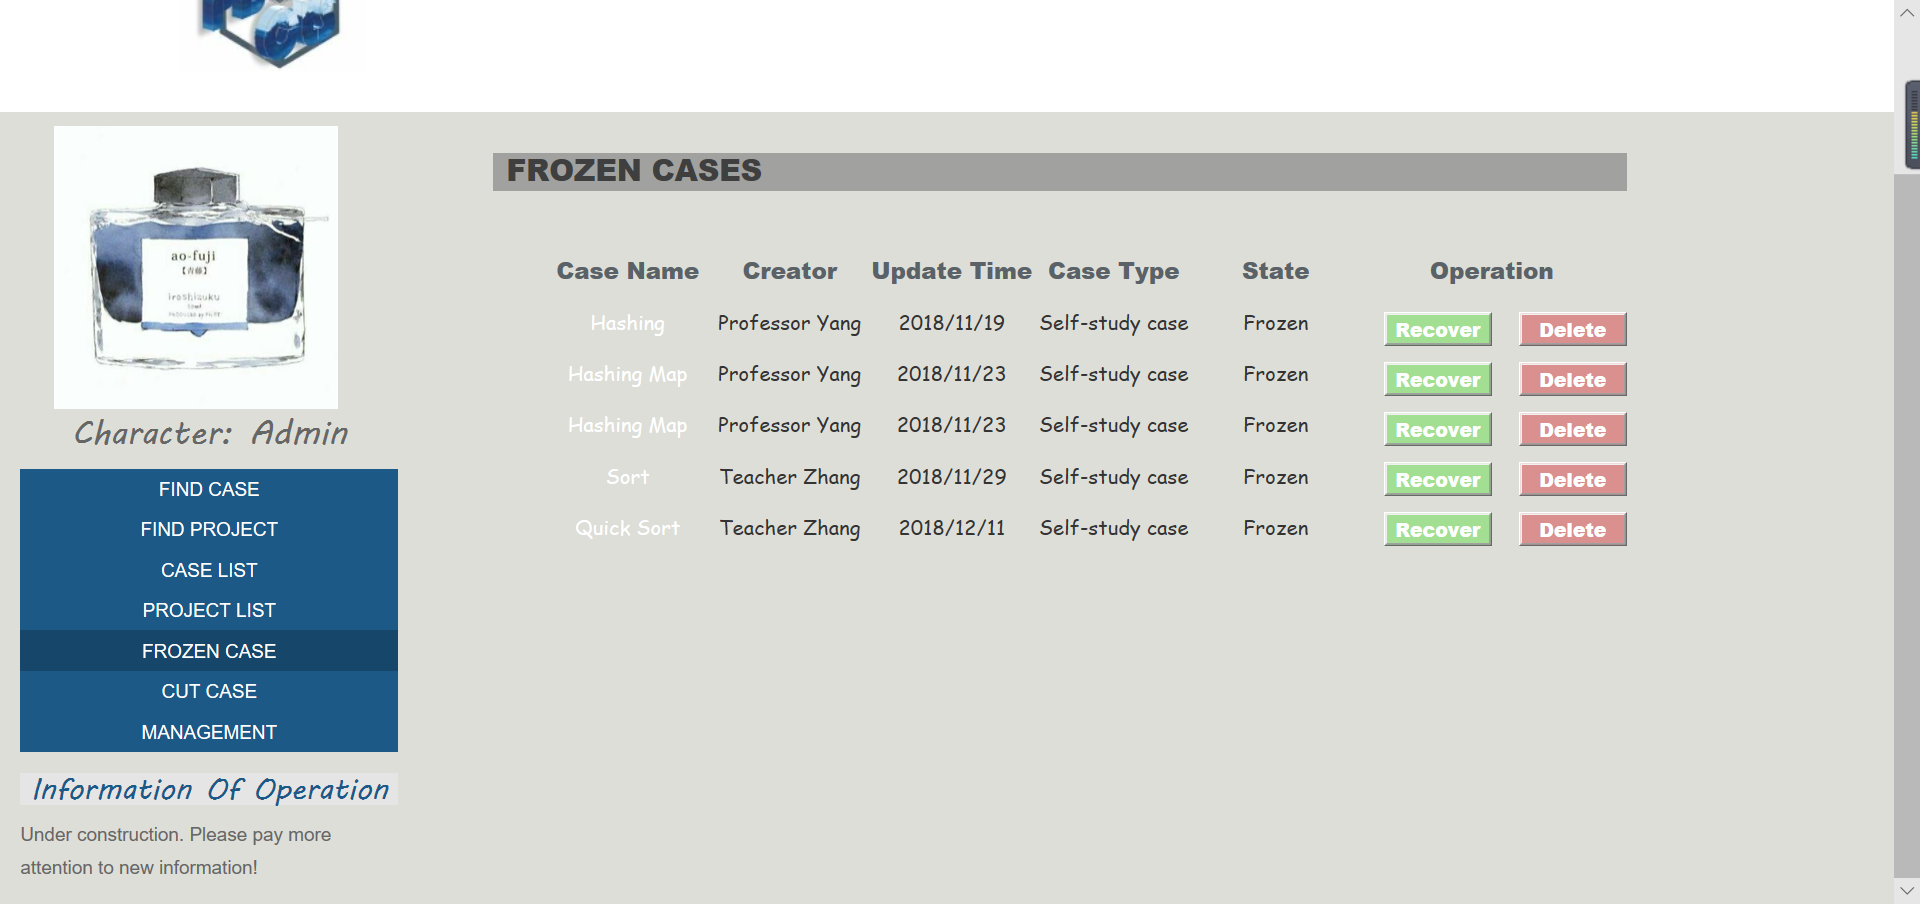 ao-fuji
【青藤】
iroshizuku
Character: Admin
FIND CASE
FIND PROJECT
CASE LIST
PROJECT LIST
FROZEN CASE
CUT CASE
MANAGEMENT
Information Of Operation
Under construction. Please pay more
attention to new information!
FROZEN CASES
Case Name Creator Update Time Case Type State Operation
Hashing Professor Yang 2018/11/19 Self-study case Frozen Recover Delete
Hashing Map Professor Yang 2018/11/23 Self-study case Frozen Recover Delete
Hashing Map Professor Yang 2018/11/23 Self-study case Frozen Recover Delete
Sort Teacher Zhang 2018/11/29 Self-study case Frozen Recover Delete
Quick Sort Teacher Zhang 2018/12/11 Self-study case Frozen Recover Delete